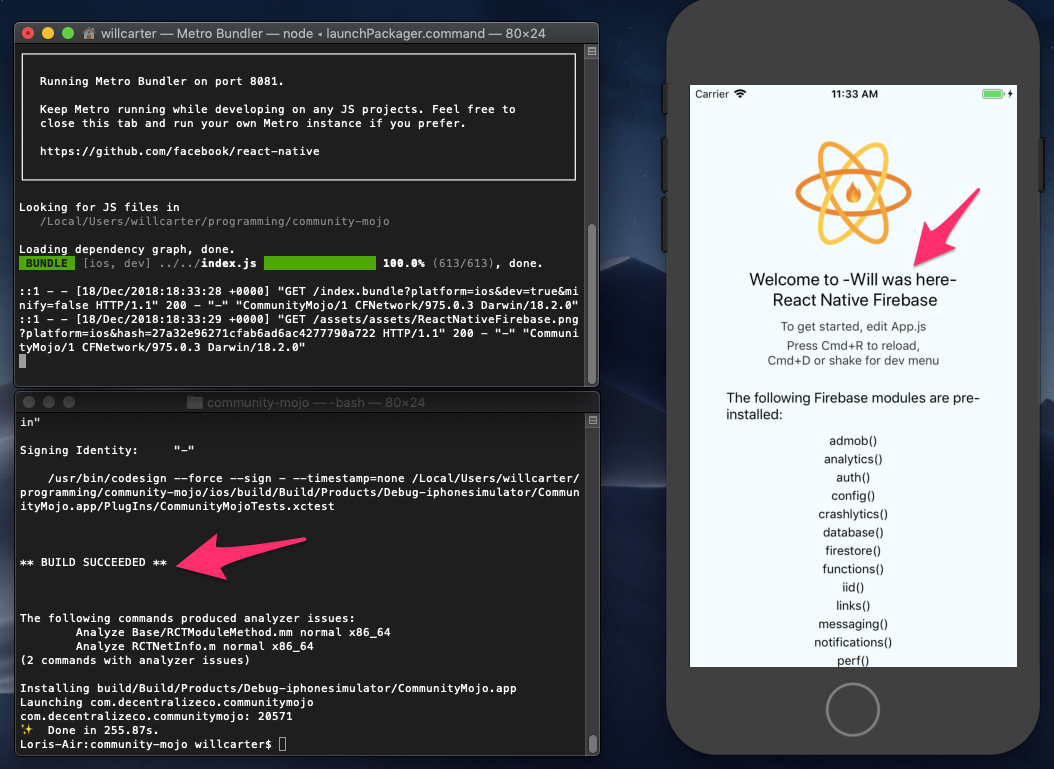 willcarter — Metro Bundler — node ◂ launchPackager.command — 80×24
Running Metro Bundler on port 8081.
Keep Metro running while developing on any JS projects. Feel free to
close this tab and run your own Metro instance if you prefer.
https://github.com/facebook/react-native
Looking for JS files in
/Local/Users/willcarter/programming/community-mojo
Loading dependency graph, done.
BUNDLE [ios, dev] ../../index.js 100.0% (613/613), done.
::1 - - [18/Dec/2018:18:33:28 +0000] "GET /index.bundle?platform=ios&dev=true&mi
nify=false HTTP/1.1" 200 - "-" "CommunityMojo/1 CFNetwork/975.0.3 Darwin/18.2.0"
::1 - - [18/Dec/2018:18:33:29 +0000] "GET /assets/assets/ReactNativeFirebase.png
?platform=ios&hash=27a32e96271cfab6ad6ac4277790a722 HTTP/1.1" 200 - "-" "Communi
tyMojo/1 CFNetwork/975.0.3 Darwin/18.2.0"
community-mojo — -bash — 80×24
in"
Signing Identity: "-"
/usr/bin/codesign --force --sign - --timestamp=none /Local/Users/willcarter/
programming/community-mojo/ios/build/Build/Products/Debug-iphonesimulator/Commun
ityMojo.app/PlugIns/CommunityMojoTests.xctest
** BUILD SUCCEEDED **
The following commands produced analyzer issues:
Analyze Base/RCTModuleMethod.mm normal x86_64
Analyze RCTNetInfo.m normal x86_64
(2 commands with analyzer issues)
Installing build/Build/Products/Debug-iphonesimulator/CommunityMojo.app
Launching com.decentralizeco.communitymojo
com.decentralizeco.communitymojo: 20571
✨ Done in 255.87s.
Loris-Air:community-mojo willcarter$
Carrier 11:33 AM
Welcome to -Will was here-
React Native Firebase
To get started, edit App.js
Press Cmd+R to reload,
Cmd+D or shake for dev menu
The following Firebase modules are pre-
installed:
admob()
analytics()
auth()
config()
crashlytics()
database()
firestore()
functions()
iid()
links()
messaging()
notifications()
perf()